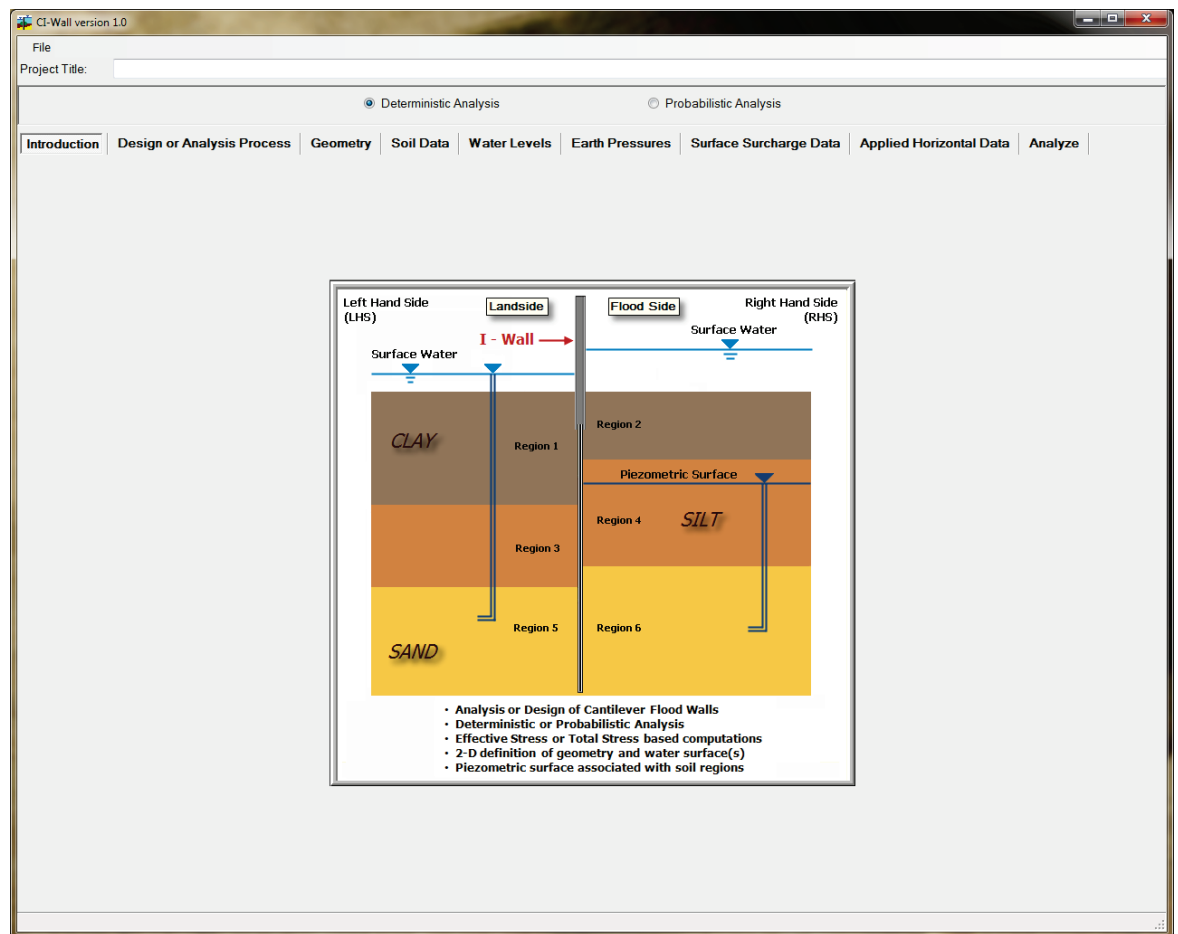 CI-Wall version 1.0
File
Project Title:
Deterministic Analysis Probabilistic Analysis
Introduction Design or Analysis Process Geometry Soil Data Water Levels Earth Pressures Surface Surcharge Data Applied Horizontal Data Analyze
Left Hand Side
(LHS)
Landside
Flood Side
Right Hand Side
(RHS)
I - Wall
Surface Water
Surface Water
CLAY
Region 1
Region 2
Piezometric Surface
Region 4
SILT
Region 3
Region 5
Region 6
SAND
· Analysis or Design of Cantilever Flood Walls
· Deterministic or Probabilistic Analysis
· Effective Stress or Total Stress based computations
· 2-D definition of geometry and water surface(s)
· Piezometric surface associated with soil regions